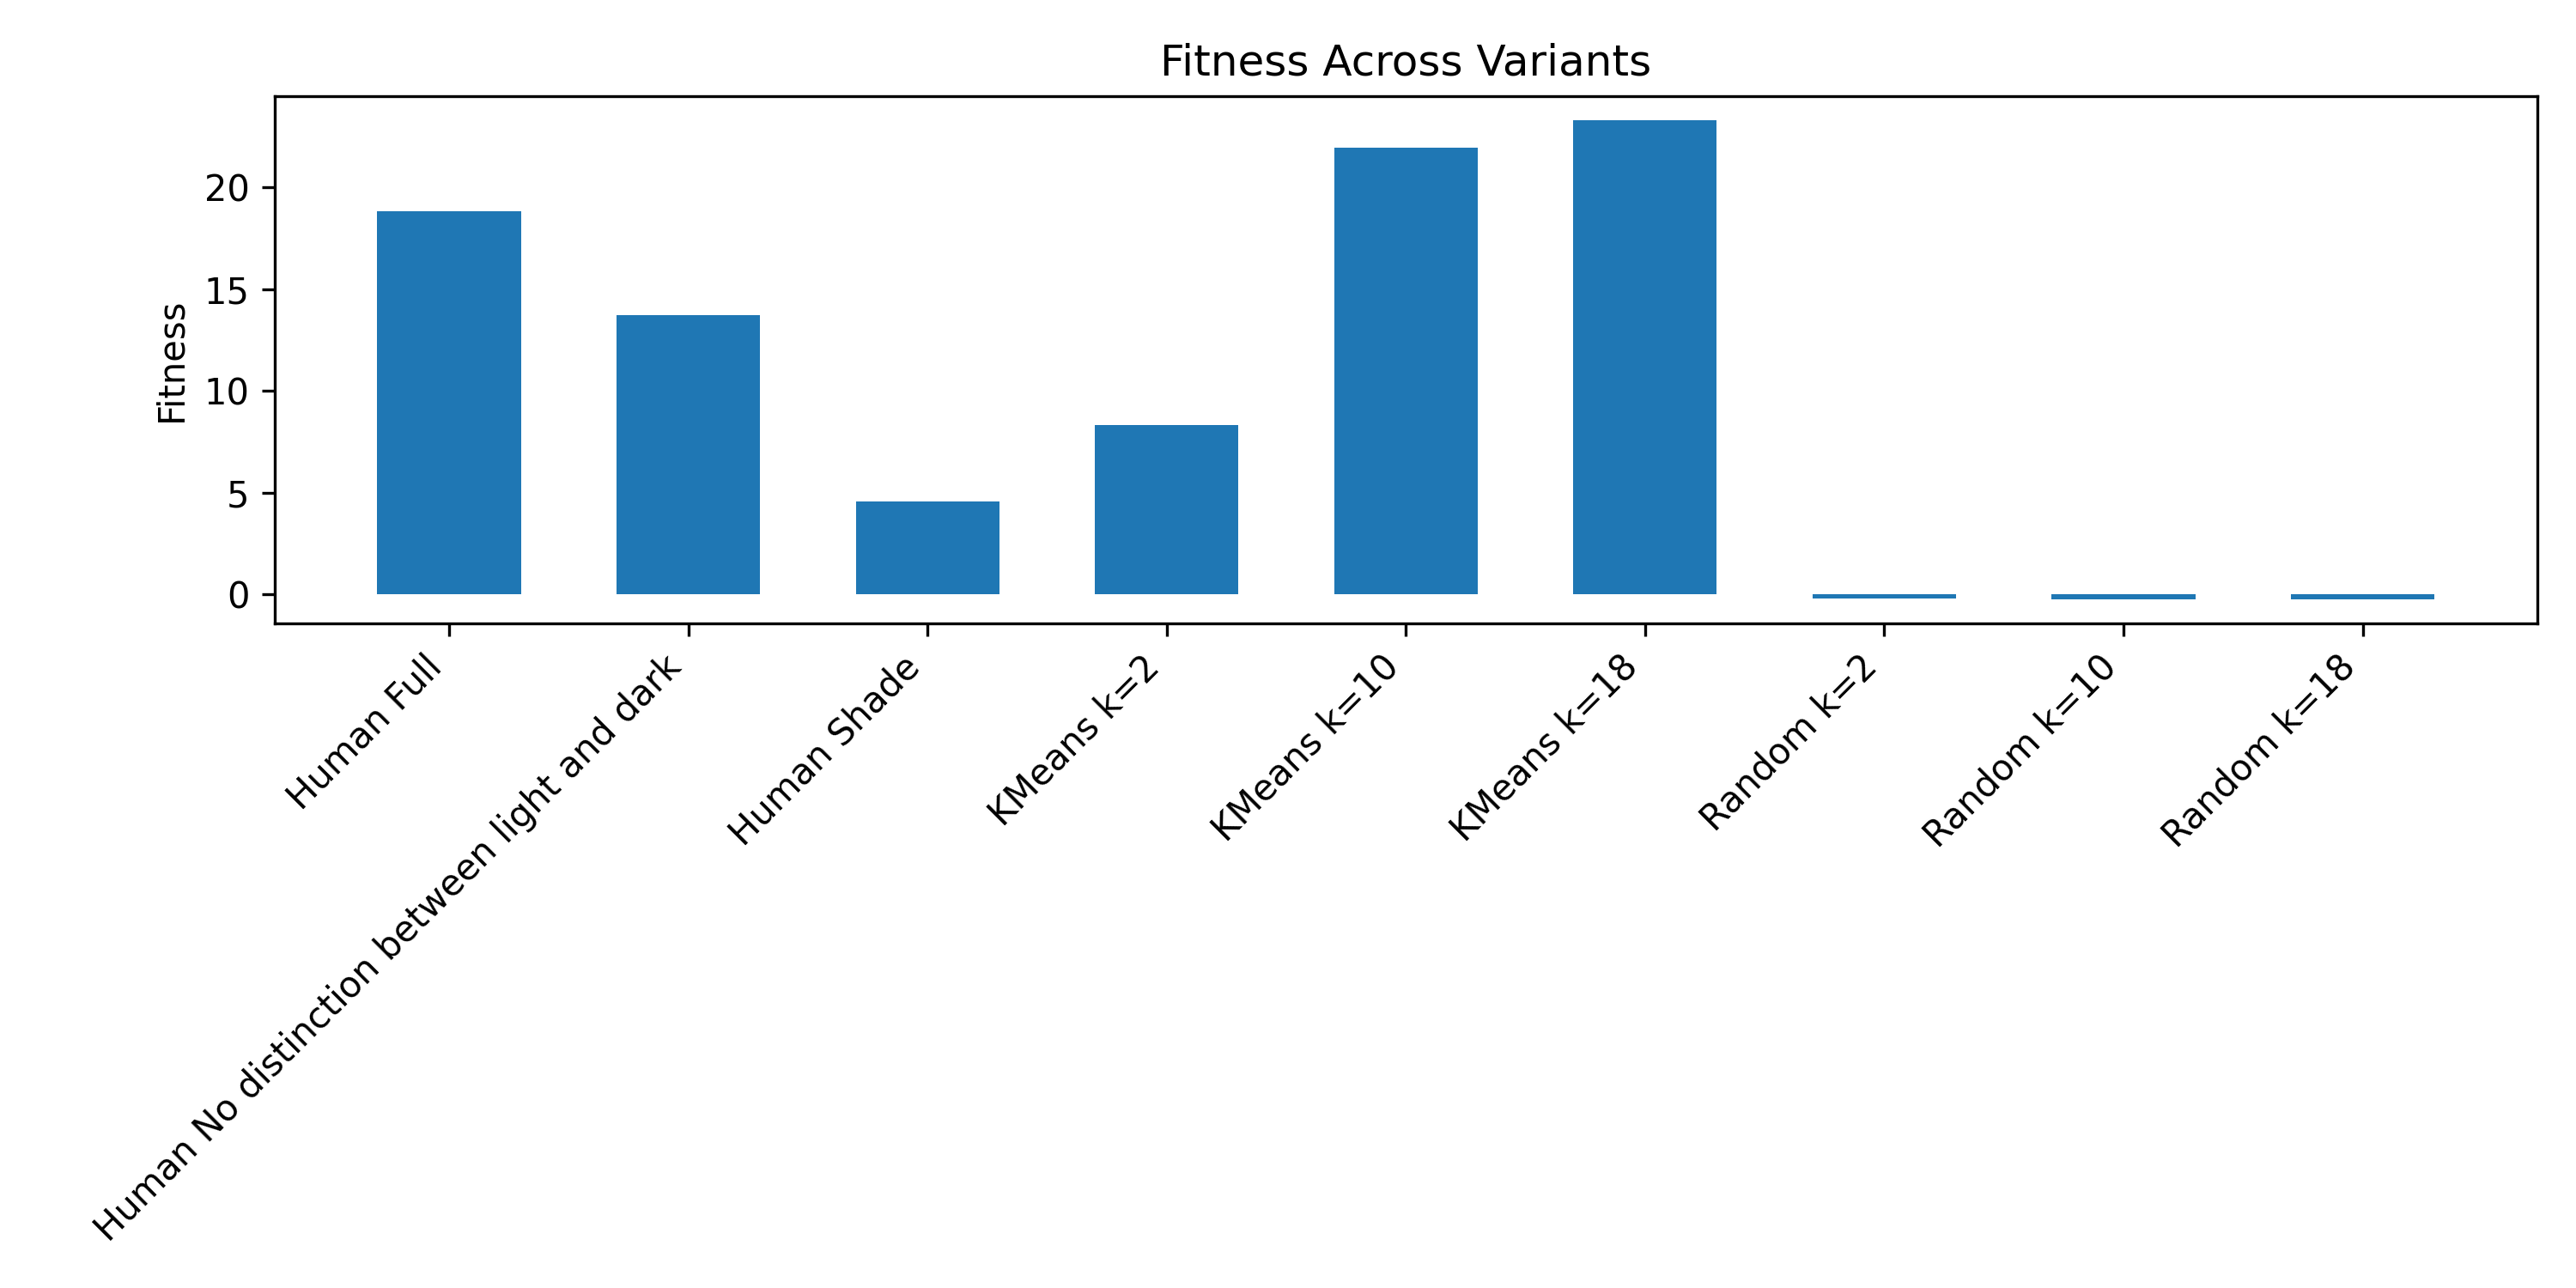 Fitness Across Variants
Fitness
20
15
10
5
0
Human Full
Human No distinction between light and dark
Human Shade
KMeans k=2
KMeans k=10
KMeans k=18
Random k=2
Random k=10
Random k=18